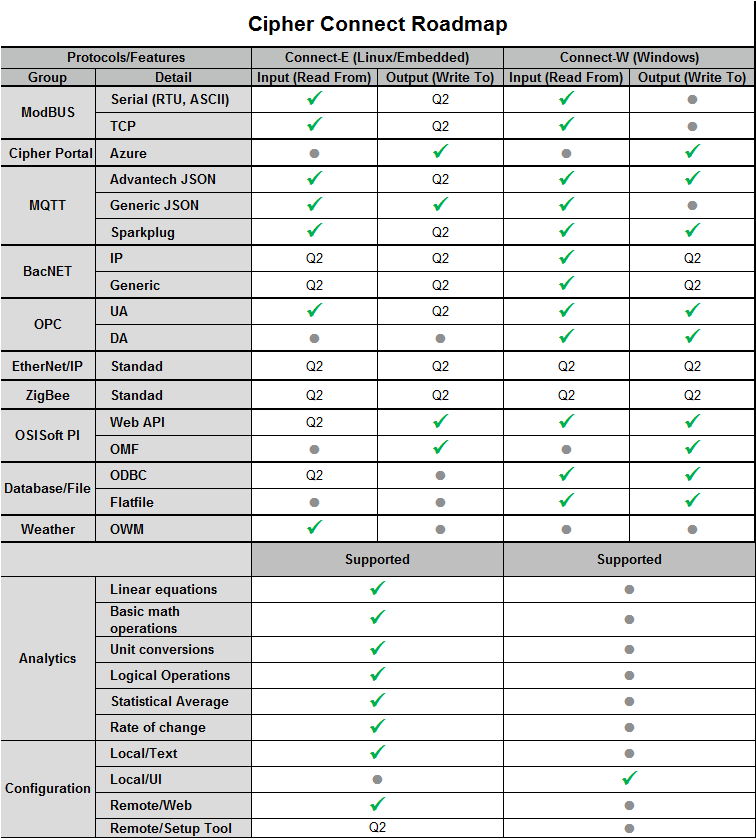 Cipher Connect Roadmap
Protocols/Features Connect-E (Linux/Embedded) Connect-W (Windows)
Group Detail Input (Read From) Output (Write To) Input (Read From) Output (Write To)
ModBUS
Serial (RTU, ASCII) ✓ Q2 ✓ ●
TCP ✓ Q2 ✓ ●
Cipher Portal Azure ● ✓ ● ✓
MQTT
Advantech JSON ✓ Q2 ✓ ✓
Generic JSON ✓ ✓ ✓ ●
Sparkplug ✓ Q2 ✓ ✓
BacNET
IP Q2 Q2 ✓ Q2
Generic Q2 Q2 ✓ Q2
OPC
UA ✓ Q2 ✓ ✓
DA ● ● ✓ ✓
EtherNet/IP Standad Q2 Q2 Q2 Q2
ZigBee Standad Q2 Q2 Q2 Q2
OSISoft PI
Web API Q2 ✓ ✓ ✓
OMF ● ✓ ● ✓
Database/File
ODBC Q2 ● ✓ ✓
Flatfile ● ● ✓ ✓
Weather OWM ✓ ● ● ●
Supported Supported
Analytics
Linear equations ✓ ●
Basic math
operations ✓ ●
Unit conversions ✓ ●
Logical Operations ✓ ●
Statistical Average ✓ ●
Rate of change ✓ ●
Configuration
Local/Text ✓ ●
Local/UI ● ✓
Remote/Web ✓ ●
Remote/Setup Tool Q2 ●